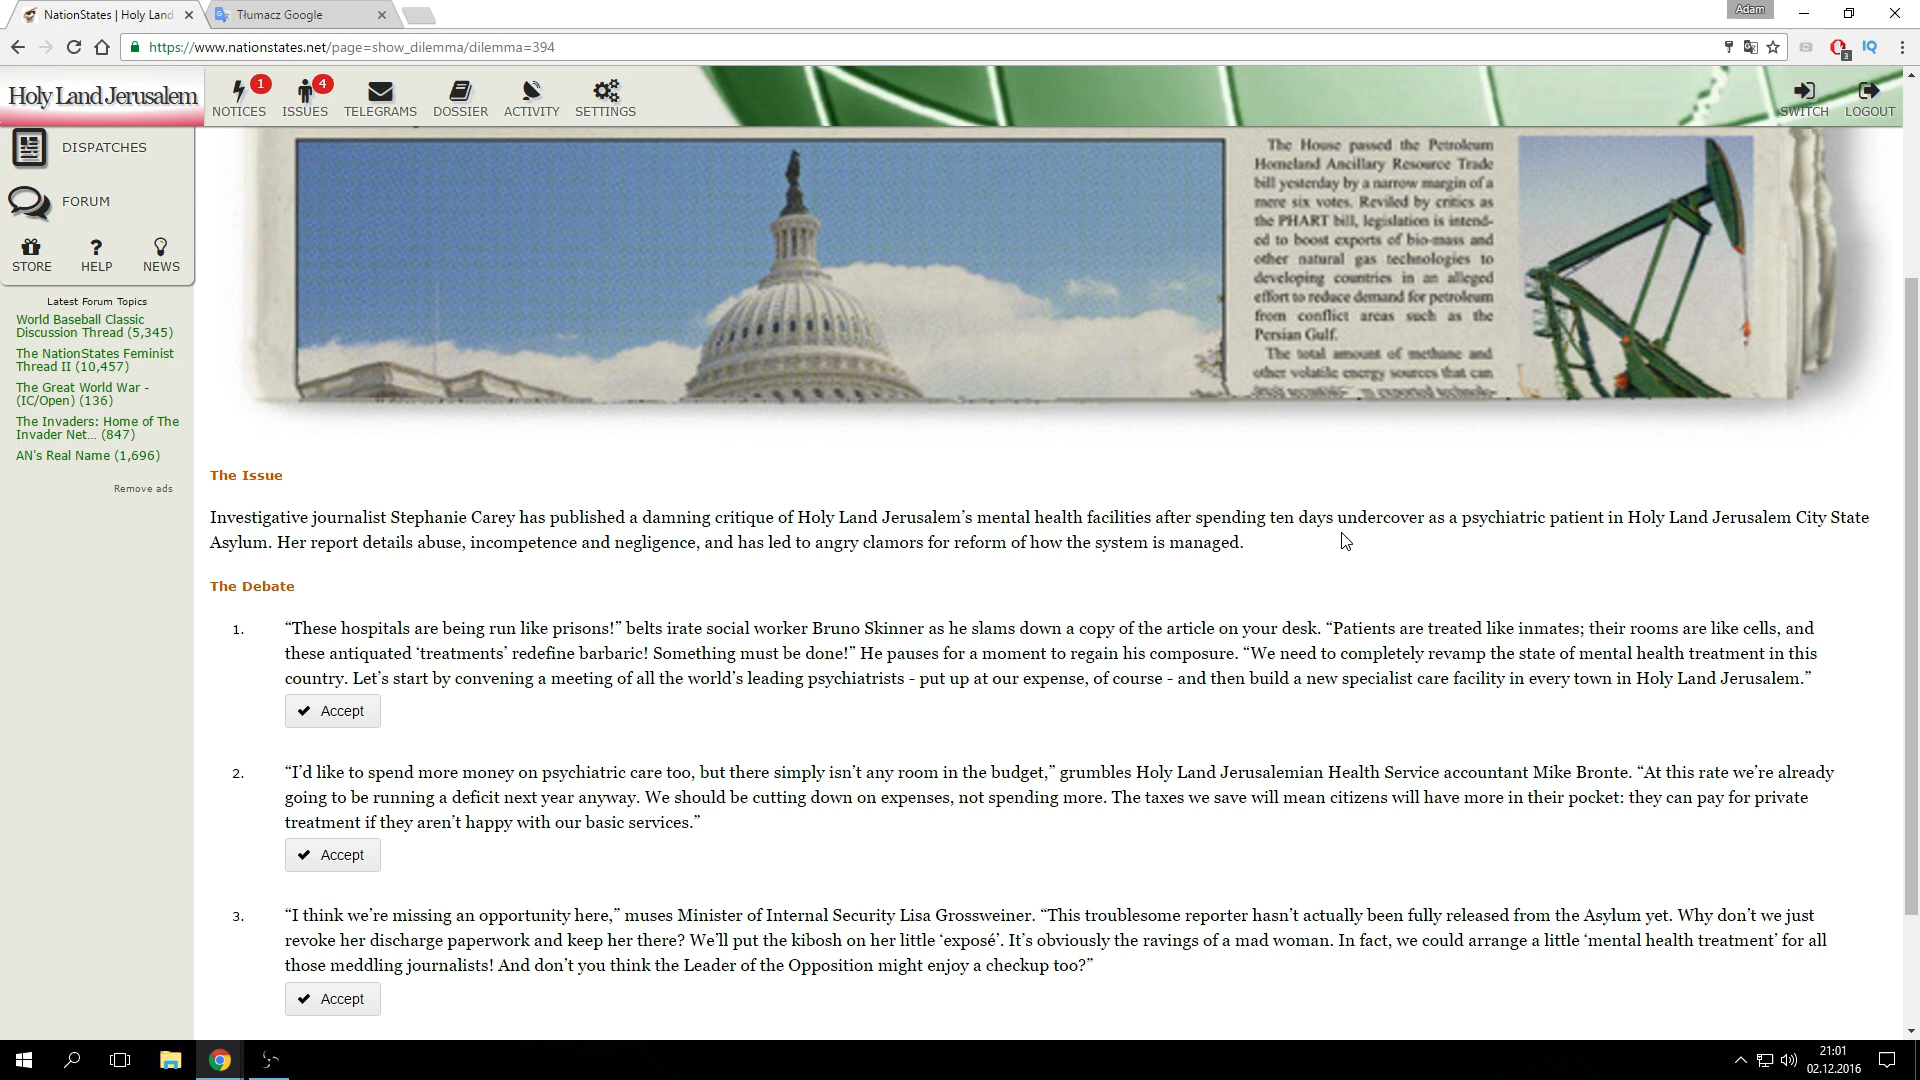 NationStates | Holy Land
Tłumacz Google
Adam
https://www.nationstates.net/page=show_dilemma/dilemma=394
3
IQ
Holy Land Jerusalem
1
4
NOTICES
ISSUES
TELEGRAMS
DOSSIER
ACTIVITY
SETTINGS
SWITCH
LOGOUT
DISPATCHES
FORUM
STORE
HELP
NEWS
Latest Forum Topics
World Baseball Classic
Discussion Thread (5,345)
The NationStates Feminist
Thread II (10,457)
The Great World War -
(IC/Open) (136)
The Invaders: Home of The
Invader Net... (847)
AN's Real Name (1,696)
Remove ads
The House passed the Petroleum
Homeland Ancillary Resource Trade
bill yesterday by a narrow margin of a
mere six votes. Reviled by critics as
the PHART bill, legislation is intend-
ed to boost exports of bio-mass and
other natural gas technologies to
developing countries in an alleged
effort to reduce demand for petroleum
from conflict areas such as the
Persian Gulf.
The total amount of methane and
other volatile energy sources that can
The Issue
Investigative journalist Stephanie Carey has published a damning critique of Holy Land Jerusalem’s mental health facilities after spending ten days undercover as a psychiatric patient in Holy Land Jerusalem City State
Asylum. Her report details abuse, incompetence and negligence, and has led to angry clamors for reform of how the system is managed.
The Debate
1. “These hospitals are being run like prisons!” belts irate social worker Bruno Skinner as he slams down a copy of the article on your desk. “Patients are treated like inmates; their rooms are like cells, and
these antiquated ‘treatments’ redefine barbaric! Something must be done!” He pauses for a moment to regain his composure. “We need to completely revamp the state of mental health treatment in this
country. Let’s start by convening a meeting of all the world’s leading psychiatrists - put up at our expense, of course - and then build a new specialist care facility in every town in Holy Land Jerusalem.”
Accept
2. “I’d like to spend more money on psychiatric care too, but there simply isn’t any room in the budget,” grumbles Holy Land Jerusalemian Health Service accountant Mike Bronte. “At this rate we’re already
going to be running a deficit next year anyway. We should be cutting down on expenses, not spending more. The taxes we save will mean citizens will have more in their pocket: they can pay for private
treatment if they aren’t happy with our basic services.”
Accept
3. “I think we’re missing an opportunity here,” muses Minister of Internal Security Lisa Grossweiner. “This troublesome reporter hasn’t actually been fully released from the Asylum yet. Why don’t we just
revoke her discharge paperwork and keep her there? We’ll put the kibosh on her little ‘exposé’. It’s obviously the ravings of a mad woman. In fact, we could arrange a little ‘mental health treatment’ for all
those meddling journalists! And don’t you think the Leader of the Opposition might enjoy a checkup too?”
Accept
21:01
02.12.2016